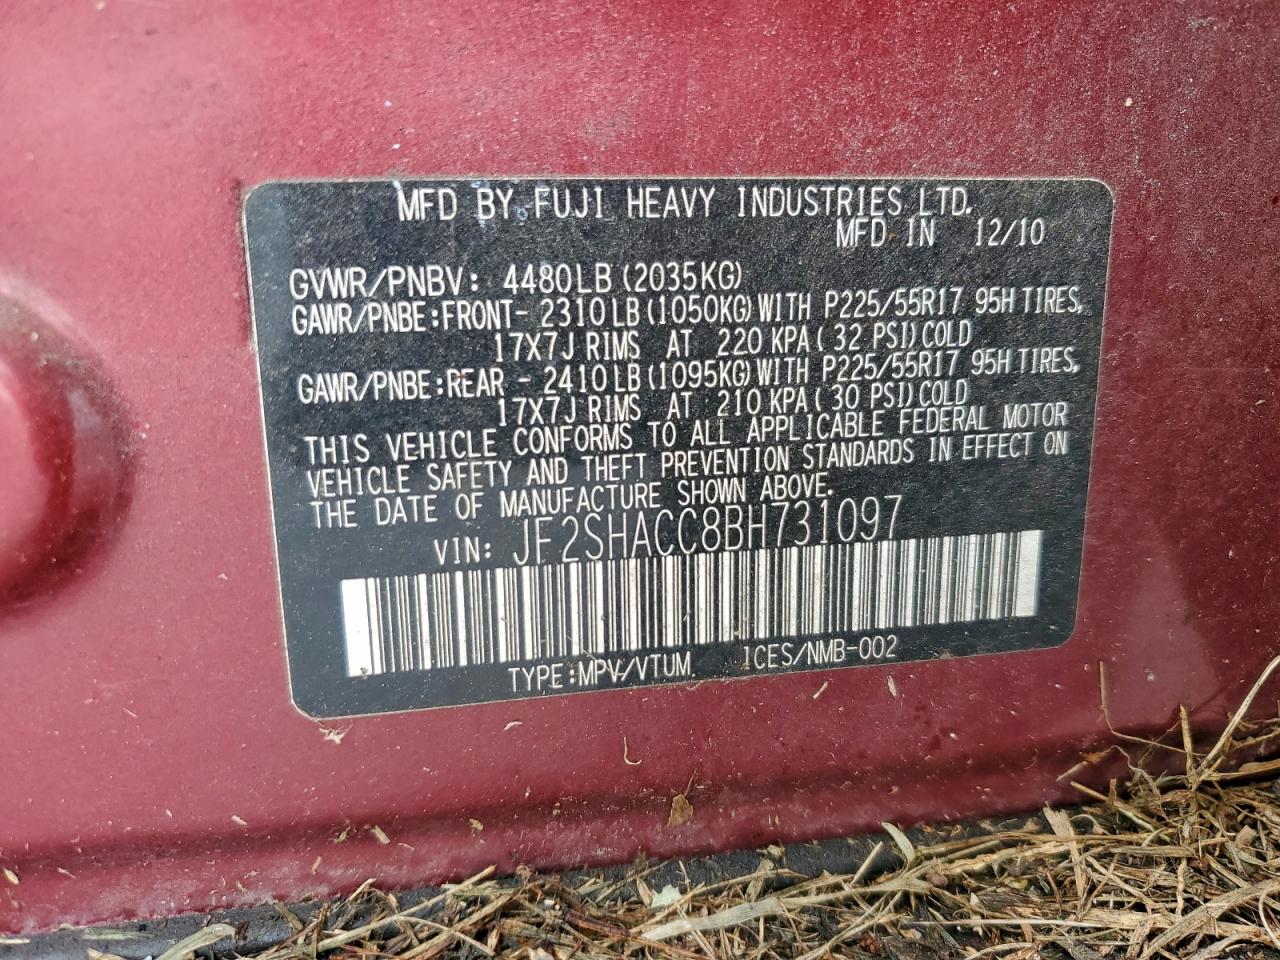 MFD BY FUJI HEAVY INDUSTRIES LTD.
MFD IN 12/10
GVWR/PNBV: 4480LB (2035KG)
GAWR/PNBE:FRONT- 2310LB(1050KG)WITH P225/55R17 95H TIRES,
17X7J RIMS AT 220 KPA( 32 PSI)COLD
GAWR/PNBE:REAR - 2410LB(1095KG)WITH P225/55R17 95H TIRES,
17X7J RIMS AT 210 KPA( 30 PSI)COLD
THIS VEHICLE CONFORMS TO ALL APPLICABLE FEDERAL MOTOR
VEHICLE SAFETY AND THEFT PREVENTION STANDARDS IN EFFECT ON
THE DATE OF MANUFACTURE SHOWN ABOVE.
VIN: JF2SHACC8BH731097
TYPE:MPV/VTUM ICES/NMB-002